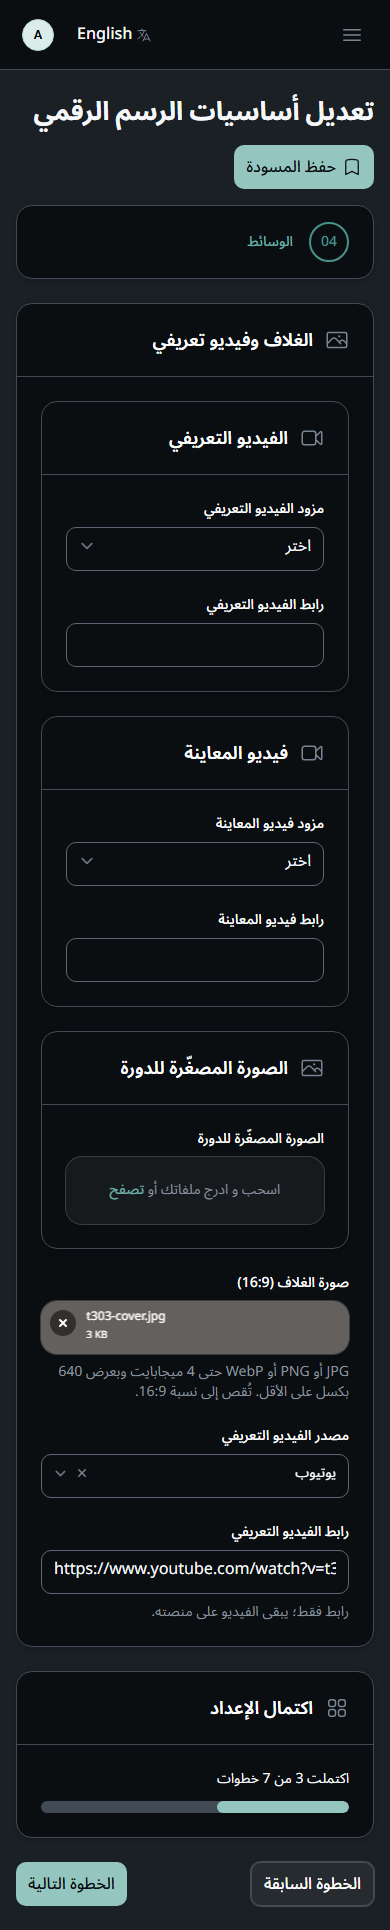 A
English
تعديل أساسيات الرسم الرقمي
حفظ المسودة
04
الوسائط
الغلاف وفيديو تعريفي
الفيديو التعريفي
مزود الفيديو التعريفي
اختر
رابط الفيديو التعريفي
فيديو المعاينة
مزود فيديو المعاينة
اختر
رابط فيديو المعاينة
الصورة المصغّرة للدورة
الصورة المصغّرة للدورة
اسحب و ادرج ملفاتك أو تصفح
صورة الغلاف (16:9)
t303-cover.jpg
3 KB
JPG أو PNG أو WebP حتى 4 ميجابايت وبعرض 640
بكسل على الأقل. تُقص إلى نسبة 16:9.
مصدر الفيديو التعريفي
يوتيوب
رابط الفيديو التعريفي
https://www.youtube.com/watch?v=t3
رابط فقط؛ يبقى الفيديو على منصته.
اكتمال الإعداد
اكتملت 3 من 7 خطوات
الخطوة السابقة
الخطوة التالية